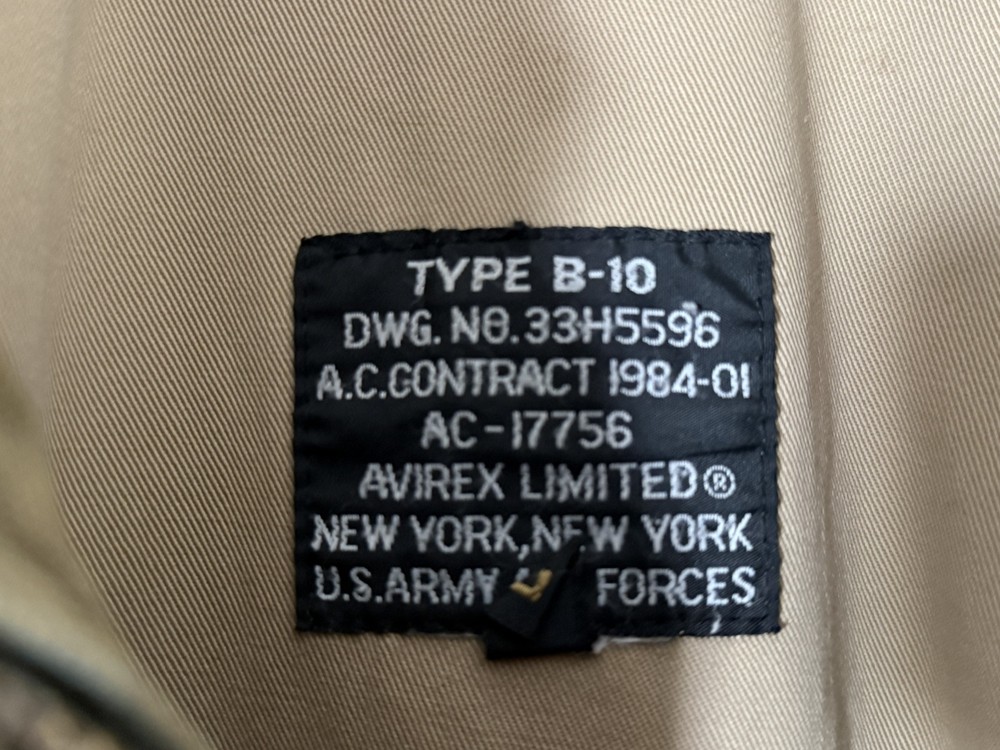 TYPE B-10
DWG. NO. 33H5596
A.C. CONTRACT 1984-01
AC-17756
AVIREX LIMITED®
NEW YORK, NEW YORK
U.S. ARMY FORCES